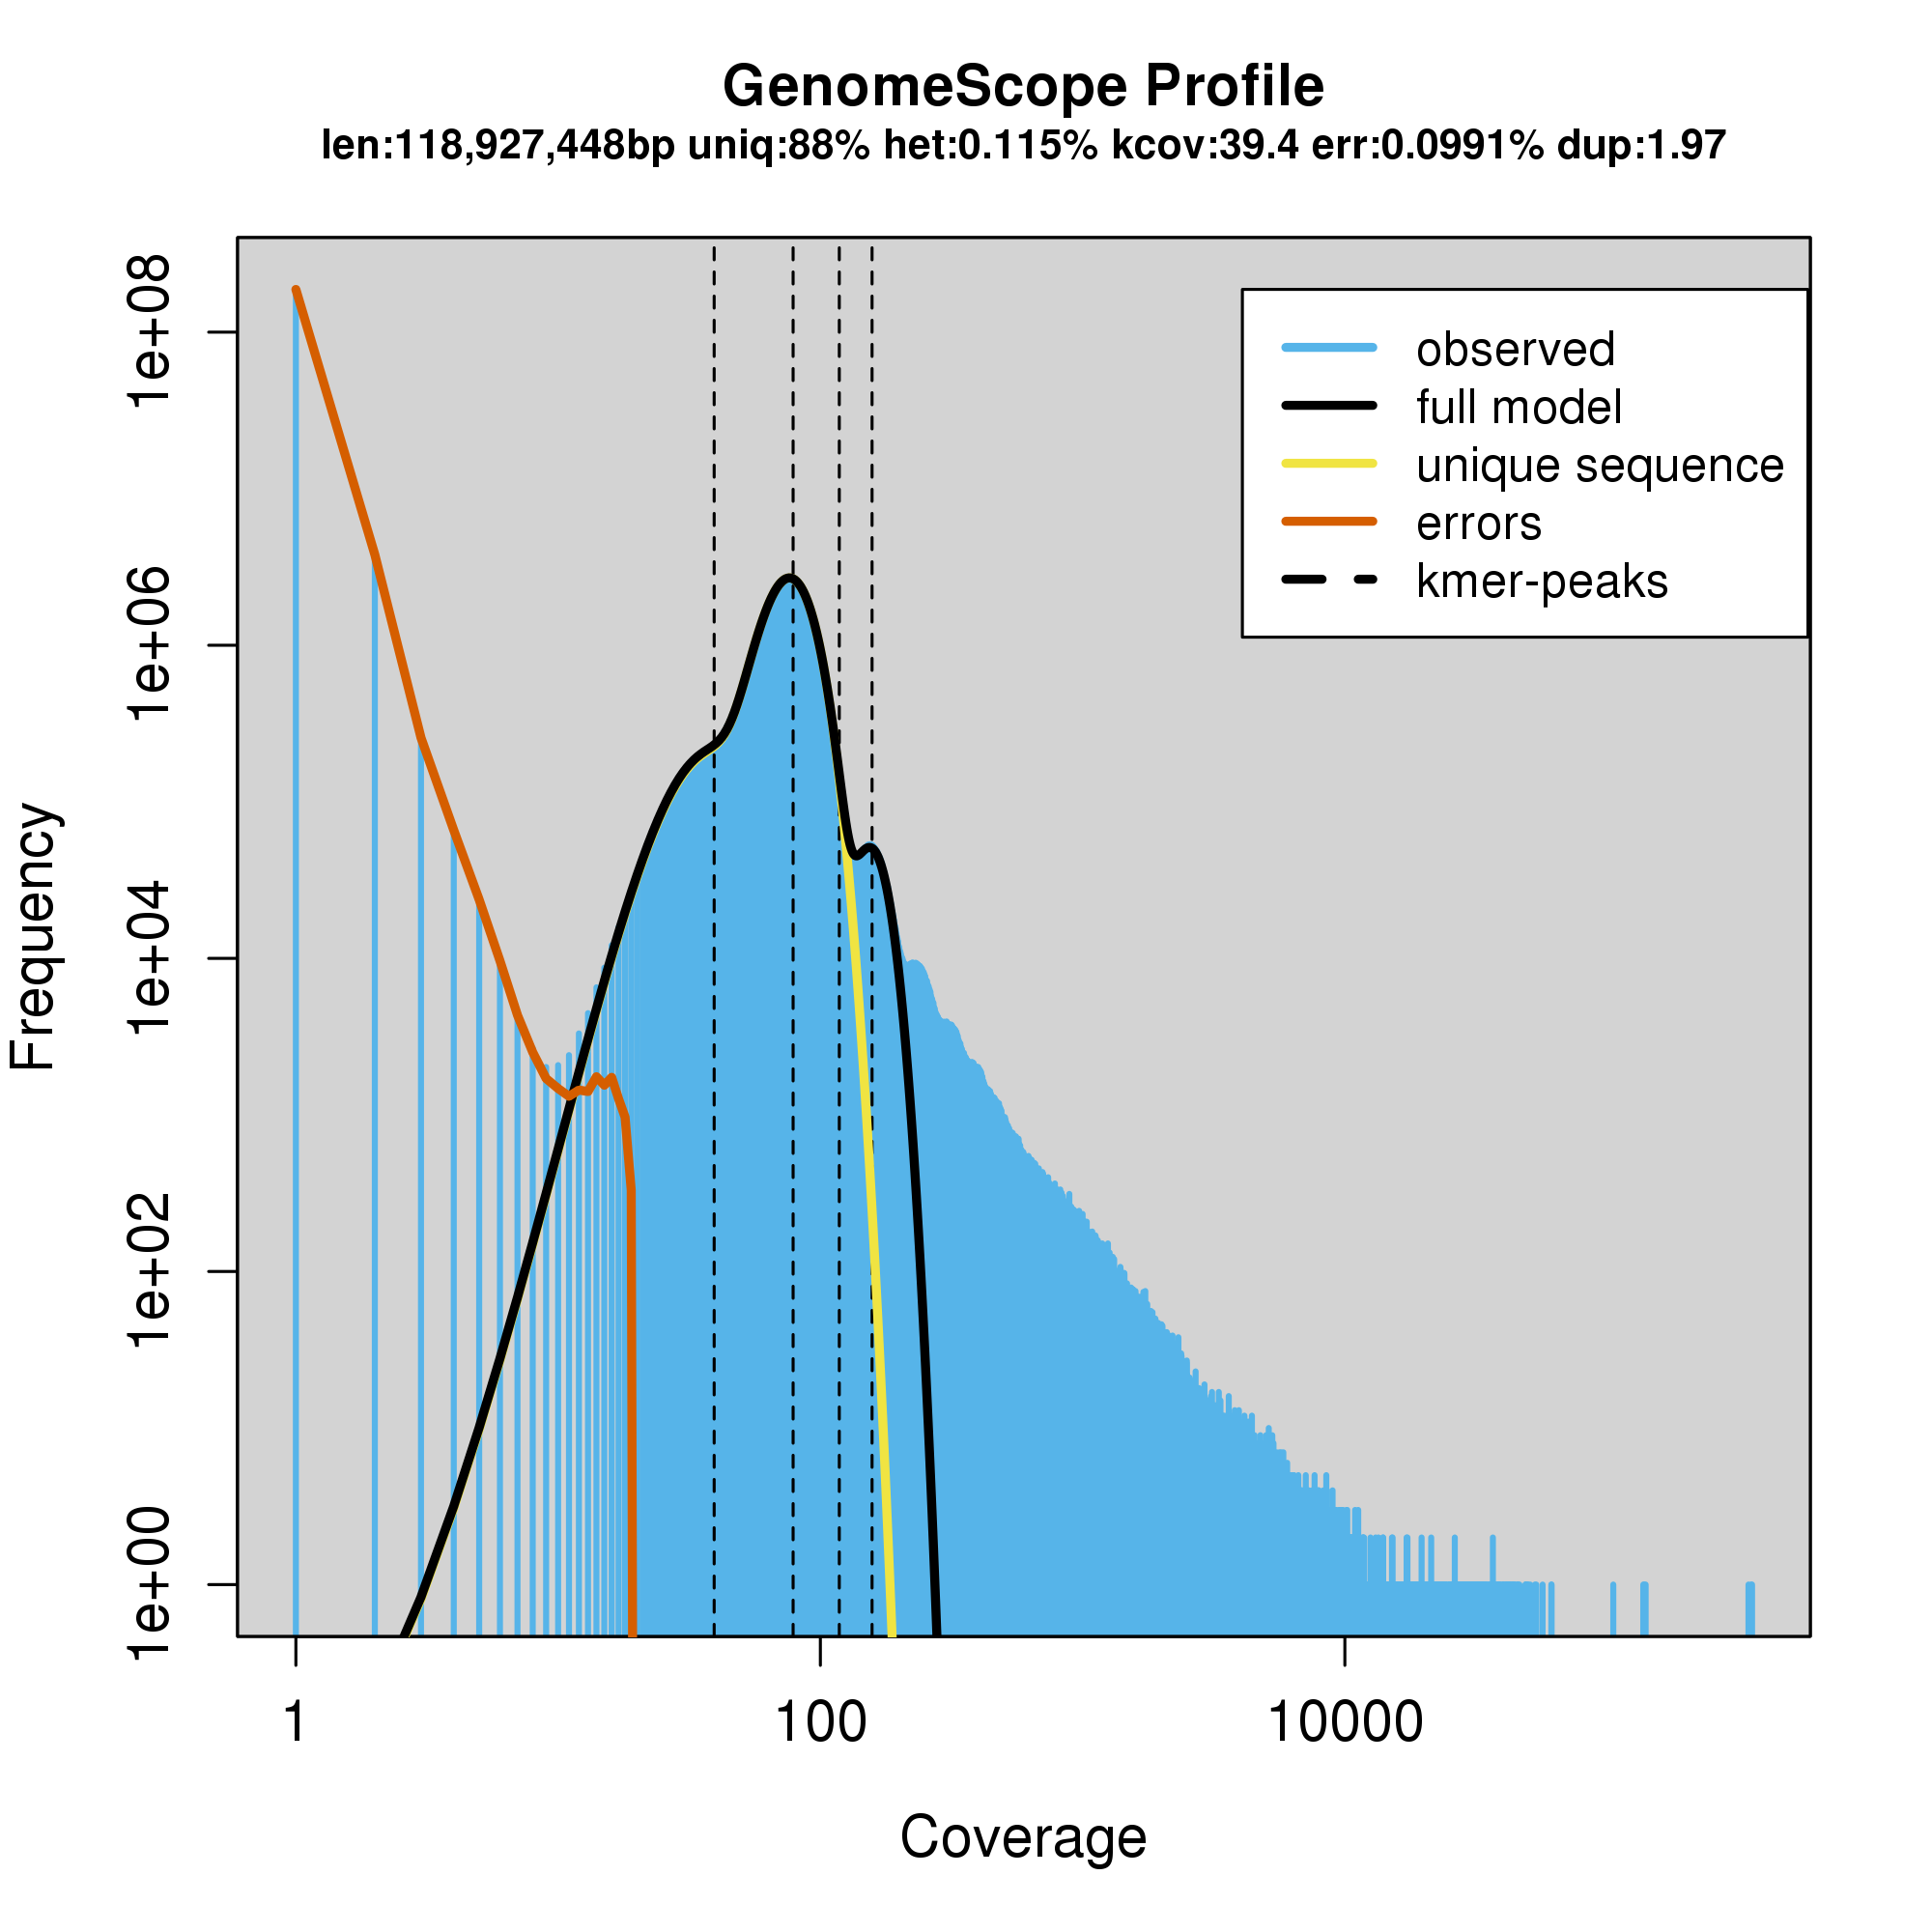 GenomeScope Profile
len:118,927,448bp uniq:88% het:0.115% kcov:39.4 err:0.0991% dup:1.97
observed
full model
unique sequence
errors
kmer-peaks
Frequency
1e+08
1e+06
1e+04
1e+02
1e+00
1
100
10000
Coverage